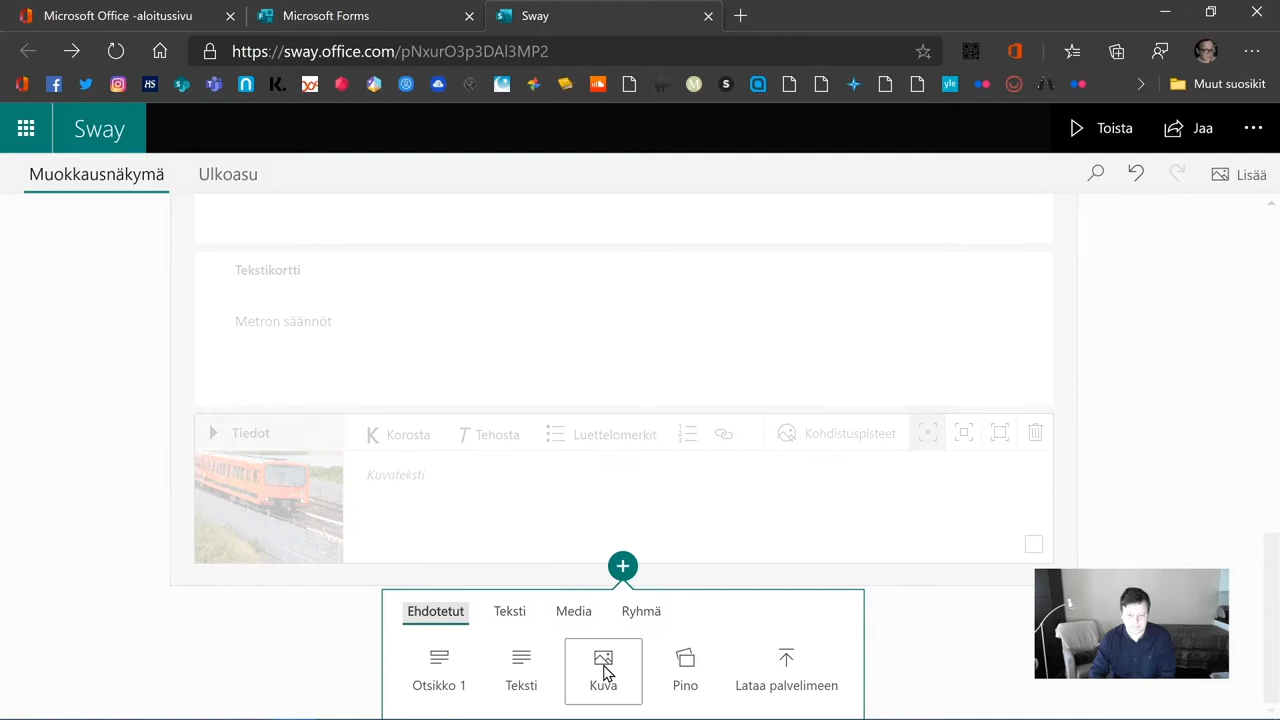 Microsoft Office -aloitussivu
Microsoft Forms
Sway
https://sway.office.com/pNxurO3p3DAl3MP2
Muut suosikit
Sway
Toista
Jaa
Muokkausnäkymä
Ulkoasu
Lisää
Tekstikortti
Metron säännöt
Tiedot
K Korosta
T Tehosta
Luettelomerkit
Kohdistuspisteet
Kuvateksti
Ehdotetut
Teksti
Media
Ryhmä
Otsikko 1
Teksti
Kuva
Pino
Lataa palvelimeen